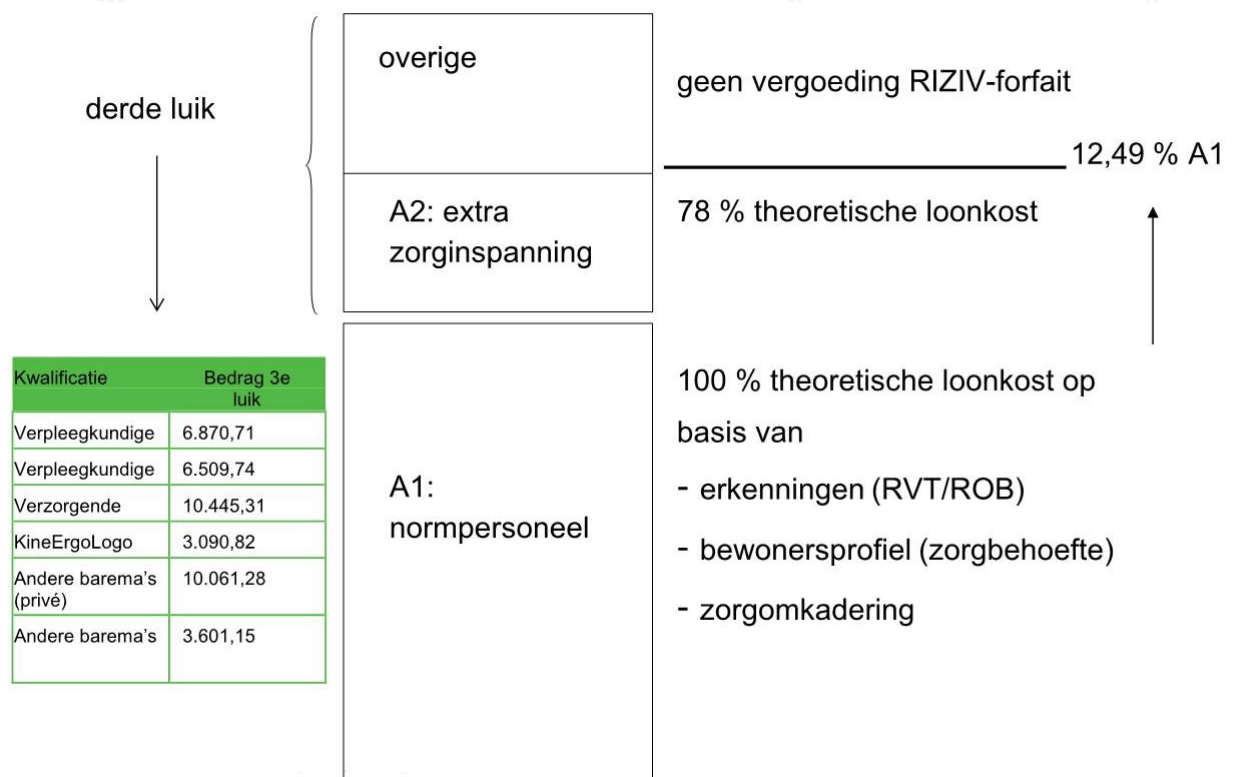 derde luik
overige
geen vergoeding RIZIV-forfait
12,49 % A1
A2: extra
zorginspanning
78 % theoretische loonkost
Kwalificatie Bedrag 3e
luik
Verpleegkundige 6.870,71
Verpleegkundige 6.509,74
Verzorgende 10.445,31
KineErgoLogo 3.090,82
Andere barema's 10.061,28
(privé)
Andere barema's 3.601,15
A1:
normpersoneel
100 % theoretische loonkost op
basis van
- erkenningen (RVT/ROB)
- bewonersprofiel (zorgbehoefte)
- zorgomkadering